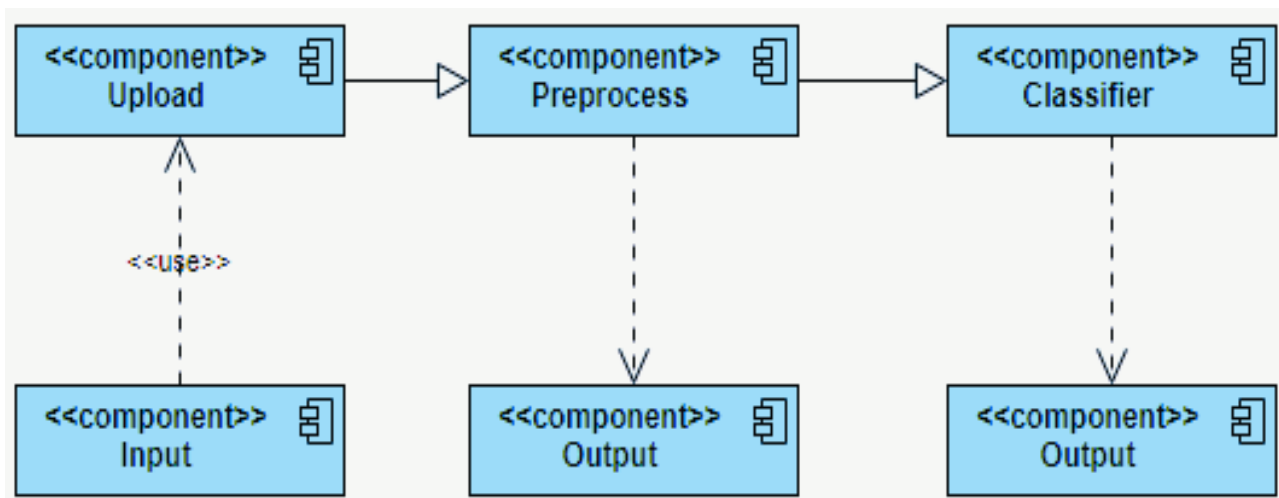 <<component>>
Upload
<<component>>
Preprocess
<<component>>
Classifier
<<use>>
<<component>>
Input
<<component>>
Output
<<component>>
Output